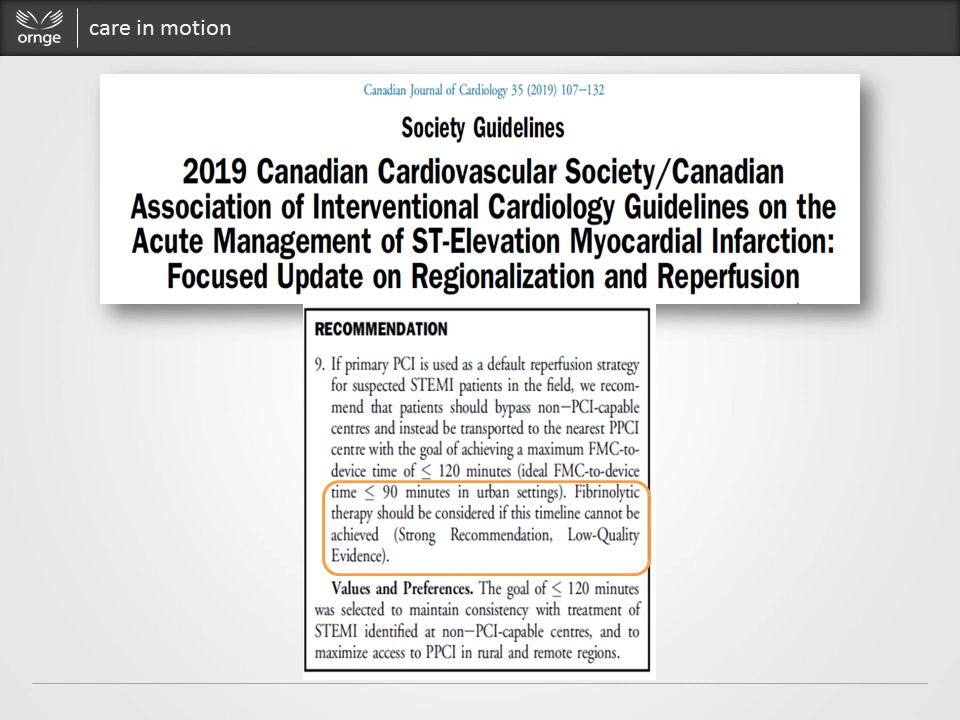 ornge
care in motion
Canadian Journal of Cardiology 35 (2019) 107–132
Society Guidelines
2019 Canadian Cardiovascular Society/Canadian
Association of Interventional Cardiology Guidelines on the
Acute Management of ST-Elevation Myocardial Infarction:
Focused Update on Regionalization and Reperfusion
RECOMMENDATION
9. If primary PCI is used as a default reperfusion strategy
for suspected STEMI patients in the field, we recom-
mend that patients should bypass non–PCI-capable
centres and instead be transported to the nearest PPCI
centre with the goal of achieving a maximum FMC-to-
device time of ≤ 120 minutes (ideal FMC-to-device
time ≤ 90 minutes in urban settings). Fibrinolytic
therapy should be considered if this timeline cannot be
achieved (Strong Recommendation, Low-Quality
Evidence).
Values and Preferences. The goal of ≤ 120 minutes
was selected to maintain consistency with treatment of
STEMI identified at non–PCI-capable centres, and to
maximize access to PPCI in rural and remote regions.